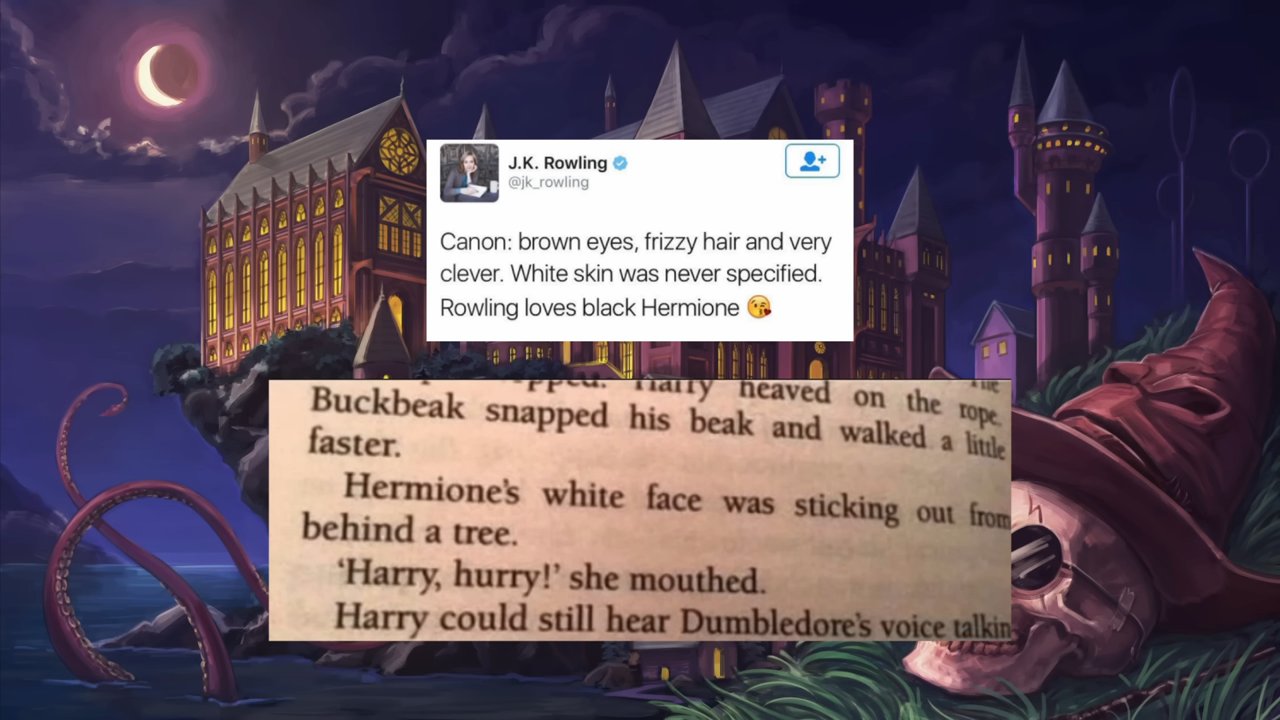 J.K. Rowling
@jk_rowling
Canon: brown eyes, frizzy hair and very
clever. White skin was never specified.
Rowling loves black Hermione 😘
Harry heaved on the rope. The
Buckbeak snapped his beak and walked a little
faster.
Hermione's white face was sticking out from
behind a tree.
‘Harry, hurry!’ she mouthed.
Harry could still hear Dumbledore's voice talkin